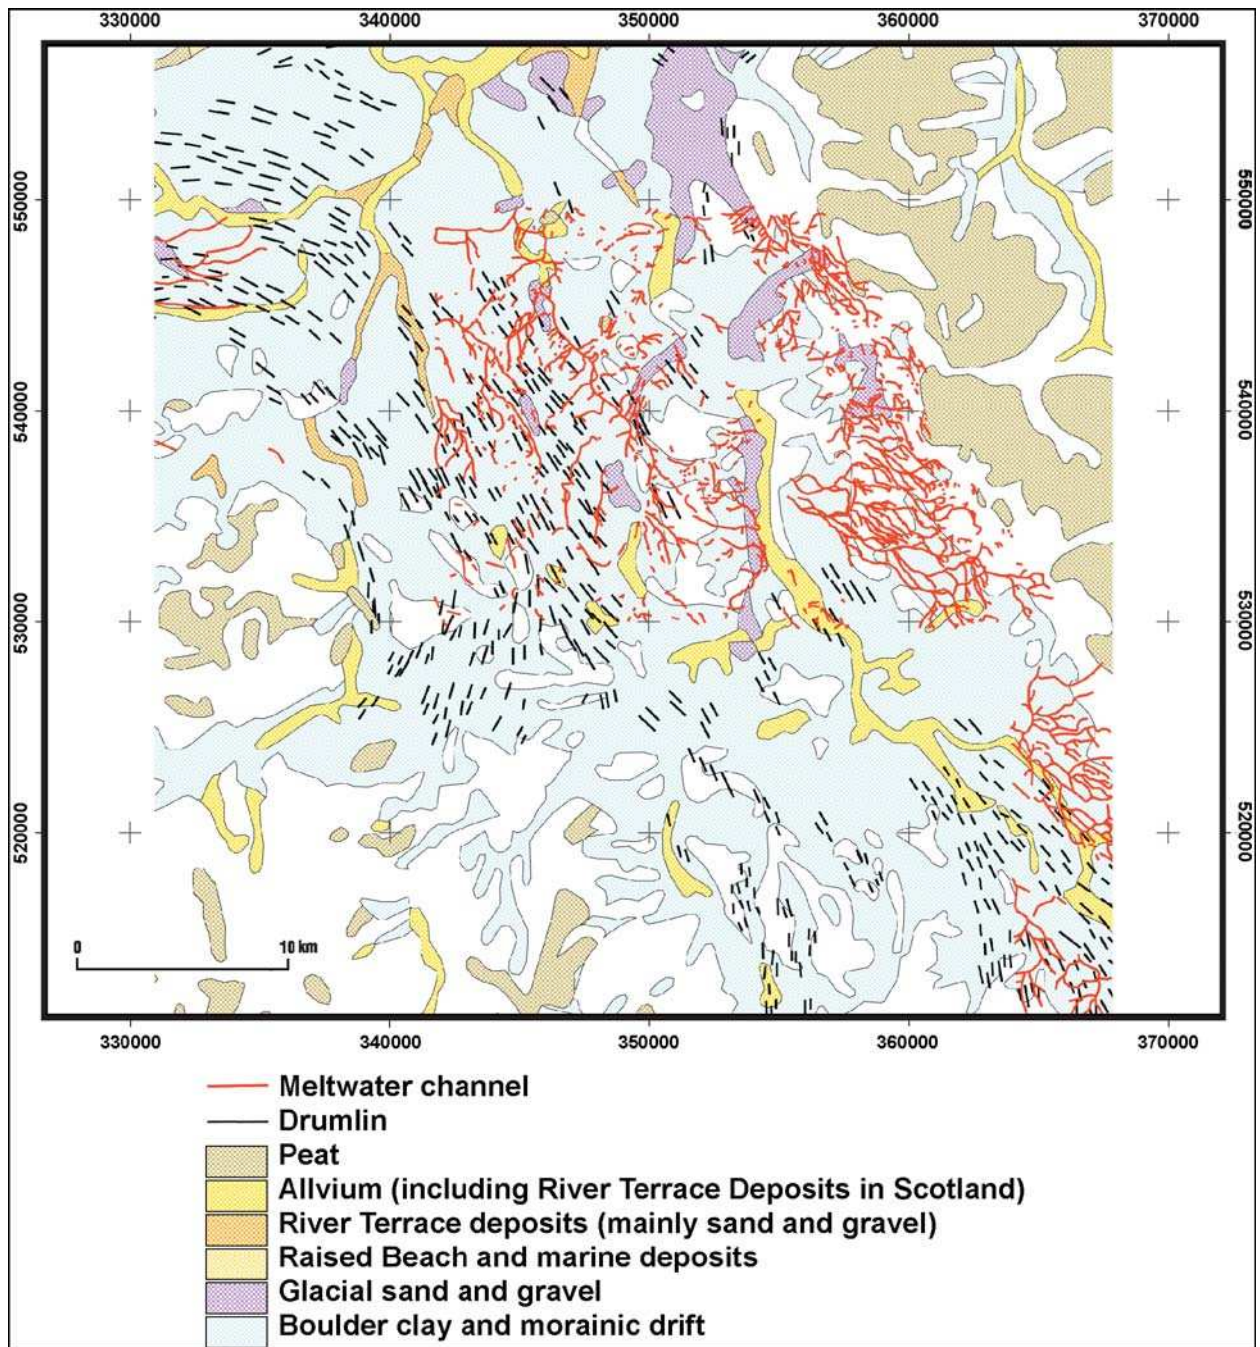 330000 340000 350000 360000 370000
550000 550000
540000 540000
530000 530000
520000 520000
0 10 km
330000 340000 350000 360000 370000
Meltwater channel
Drumlin
Peat
Allvium (including River Terrace Deposits in Scotland)
River Terrace deposits (mainly sand and gravel)
Raised Beach and marine deposits
Glacial sand and gravel
Boulder clay and morainic drift